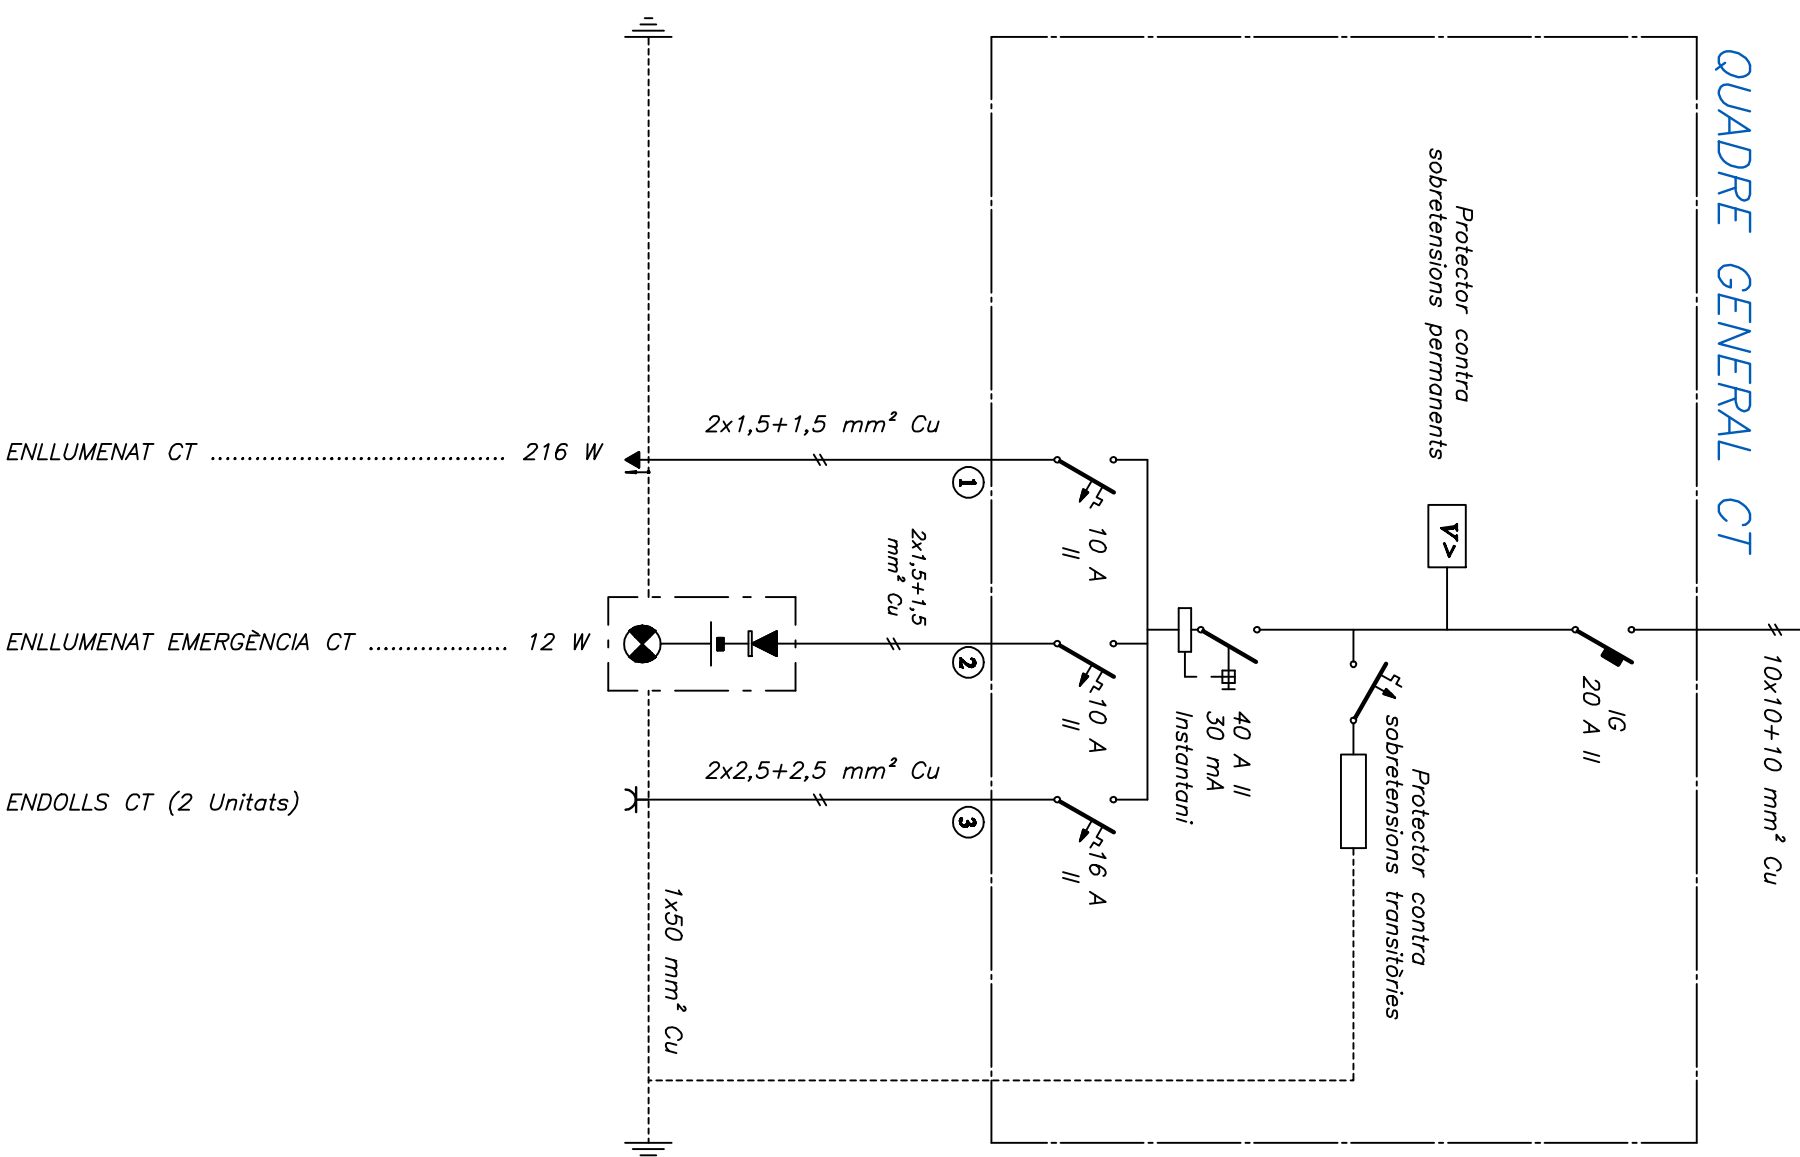 QUADRE GENERAL CT
10x10+10 mm² Cu
IG
20 A II
Protector contra
sobretensions permanents
V>
Protector contra
sobretensions transitòries
40 A II
30 mA
Instantani
10 A
II
10 A
II
16 A
II
1
2
3
2x1,5+1,5 mm² Cu
2x1,5+1,5
mm² Cu
2x2,5+2,5 mm² Cu
1x50 mm² Cu
ENLLUMENAT CT ..................................... 216 W
ENLLUMENAT EMERGÈNCIA CT .................. 12 W
ENDOLLS CT (2 Unitats)